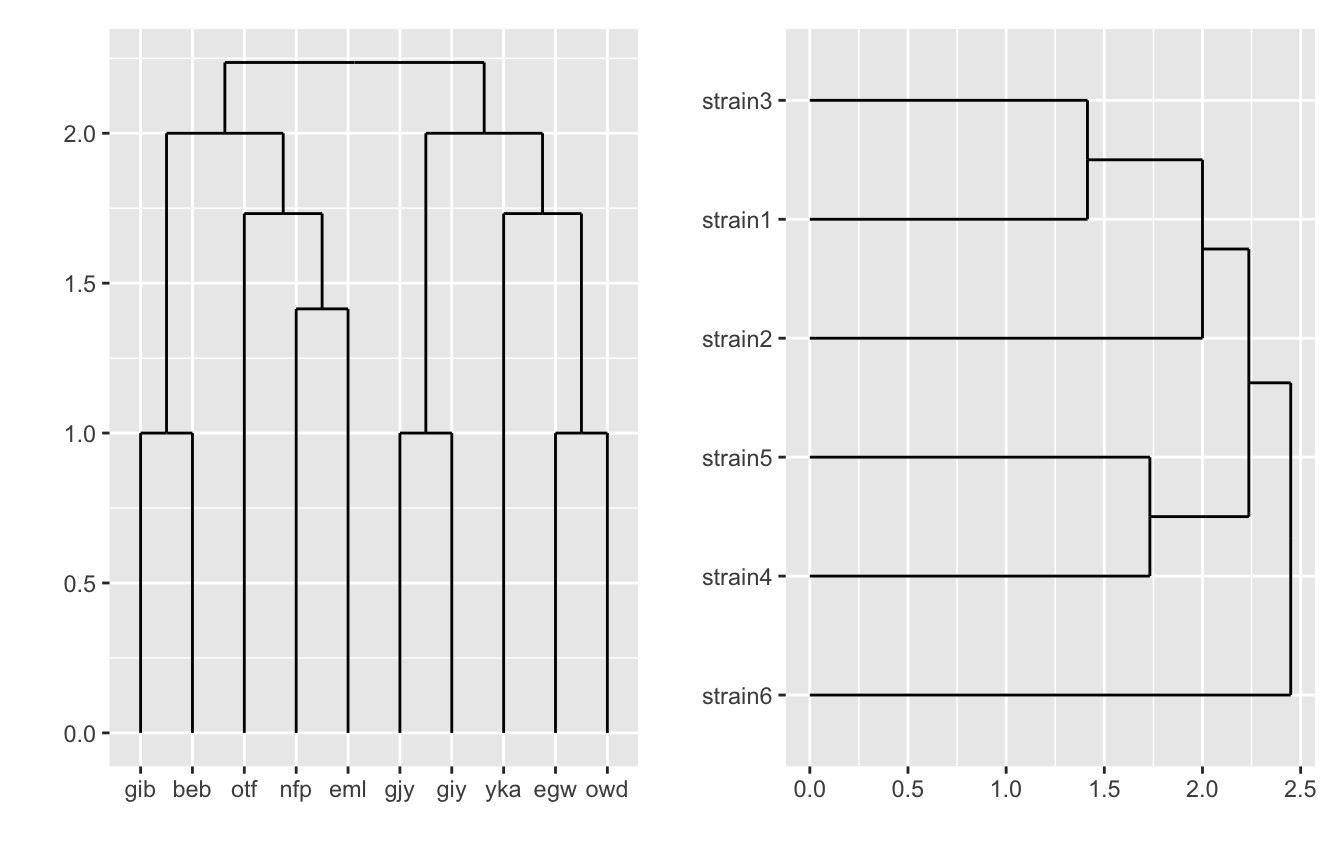 2.0
1.5
1.0
0.5
0.0
gib beb otf nfp eml gjy giy yka egw owd
strain3
strain1
strain2
strain5
strain4
strain6
0.0 0.5 1.0 1.5 2.0 2.5